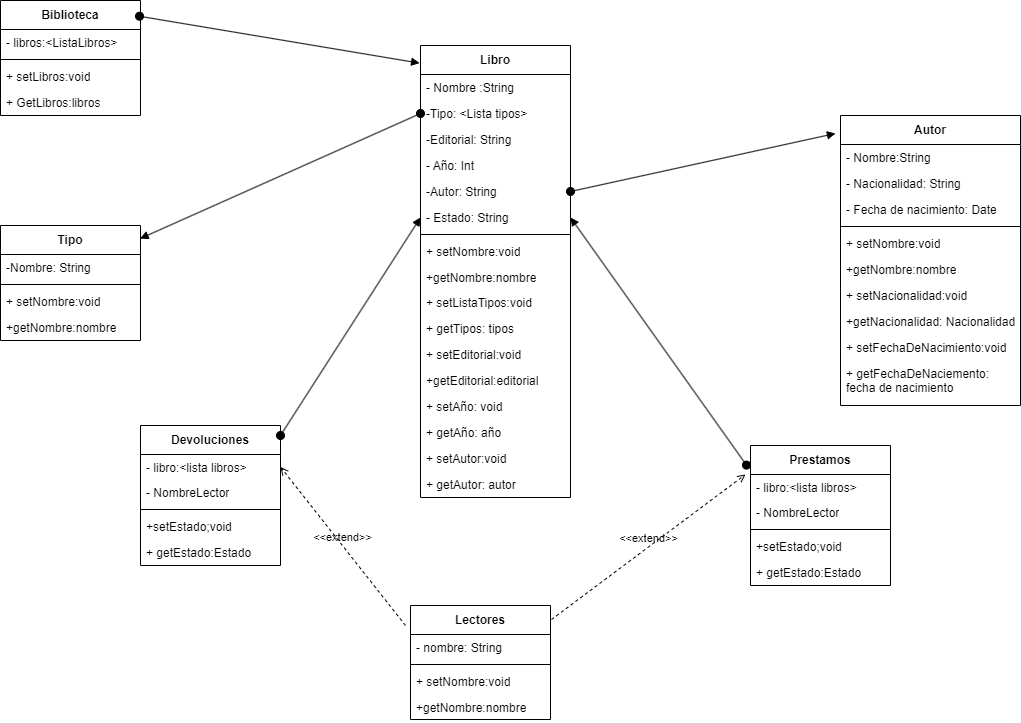 Biblioteca
- libros:<ListaLibros>
+ setLibros:void
+ GetLibros:libros
Libro
- Nombre :String
-Tipo: <Lista tipos>
-Editorial: String
- Año: Int
-Autor: String
- Estado: String
+ setNombre:void
+getNombre:nombre
+ setListaTipos:void
+ getTipos: tipos
+ setEditorial:void
+getEditorial:editorial
+ setAño: void
+ getAño: año
+ setAutor:void
+ getAutor: autor
Autor
- Nombre:String
- Nacionalidad: String
- Fecha de nacimiento: Date
+ setNombre:void
+getNombre:nombre
+ setNacionalidad:void
+getNacionalidad: Nacionalidad
+ setFechaDeNacimiento:void
+ getFechaDeNaciemento:
fecha de nacimiento
Tipo
-Nombre: String
+ setNombre:void
+getNombre:nombre
Devoluciones
- libro:<lista libros>
- NombreLector
+setEstado;void
+ getEstado:Estado
Prestamos
- libro:<lista libros>
- NombreLector
+setEstado;void
+ getEstado:Estado
<<extend>>
<<extend>>
Lectores
- nombre: String
+ setNombre:void
+getNombre:nombre